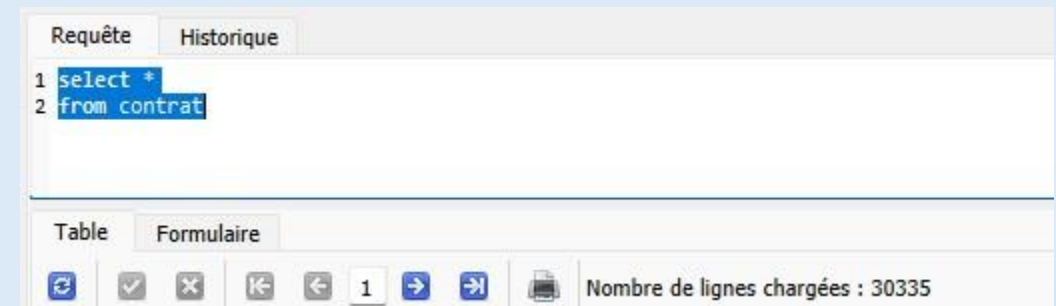 Requête Historique
1 select *
2 from contrat
Table Formulaire
1 Nombre de lignes chargées : 30335